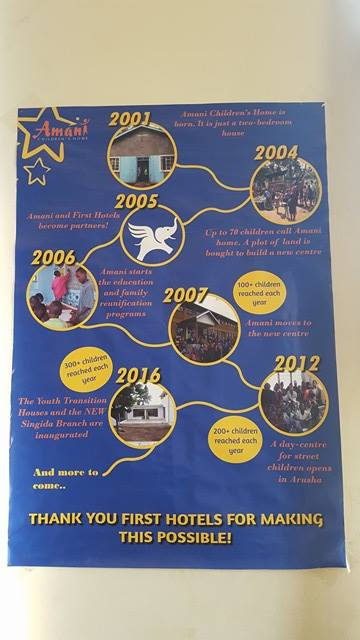 Amani
CHILDREN'S HOME
2001
Amani Children's Home is
born. It is just a two-bedroom
house
2004
Up to 70 children call Amani
home. A plot of land is
bought to build a new centre
2005
Amani and First Hotels
become partners!
2006
Amani starts
the education
and family
reunification
programs
2007
100+ children
reached each
year
Amani moves to
the new centre
2012
A day-centre
for street
children opens
in Arusha
200+ children
reached each
year
300+ children
reached each
year
2016
The Youth Transition
Houses and the NEW
Singida Branch are
inaugurated
And more to
come..
THANK YOU FIRST HOTELS FOR MAKING
THIS POSSIBLE!